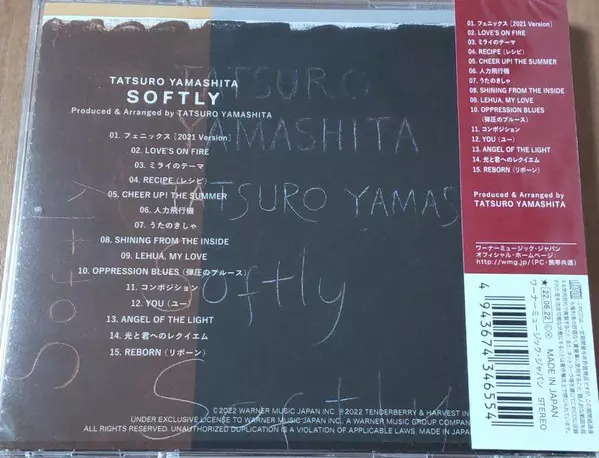 TATSURO YAMASHITA
SOFTLY
Produced & Arranged by TATSURO YAMASHITA
01. フェニックス [2021 Version]
02. LOVE'S ON FIRE
03. ミライのテーマ
04. RECIPE (レシピ)
05. CHEER UP! THE SUMMER
06. 人力飛行機
07. うたのきしゃ
08. SHINING FROM THE INSIDE
09. LEHUA, MY LOVE
10. OPPRESSION BLUES (弾圧のブルース)
11. コンポジション
12. YOU (ユー)
13. ANGEL OF THE LIGHT
14. 光と君へのレクイエム
15. REBORN (リボーン)
©2022 WARNER MUSIC JAPAN INC. ℗2022 TENDERBERRY & HARVEST IN
UNDER EXCLUSIVE LICENSE TO WARNER MUSIC JAPAN INC., A WARNER MUSIC GROUP COMPAN
ALL RIGHTS RESERVED. UNAUTHORIZED DUPLICATION IS A VIOLATION OF APPLICABLE LAWS. MADE IN JAPA
TATSURO
YAMASHITA
TATSURO YAMAS
Softly
Softly
Softly
01. フェニックス [2021 Version]
02. LOVE'S ON FIRE
03. ミライのテーマ
04. RECIPE (レシピ)
05. CHEER UP! THE SUMMER
06. 人力飛行機
07. うたのきしゃ
08. SHINING FROM THE INSIDE
09. LEHUA, MY LOVE
10. OPPRESSION BLUES
(弾圧のブルース)
11. コンポジション
12. YOU (ユー)
13. ANGEL OF THE LIGHT
14. 光と君へのレクイエム
15. REBORN (リボーン)
Produced & Arranged by
TATSURO YAMASHITA
ワーナーミュージック・ジャパン
オフィシャル・ホームページ:
http://wmg.jp/(PC・携帯共通)
★'22.06.22 MADE IN JAPAN STEREO
ワーナーミュージック・ジャパン
4943674346554